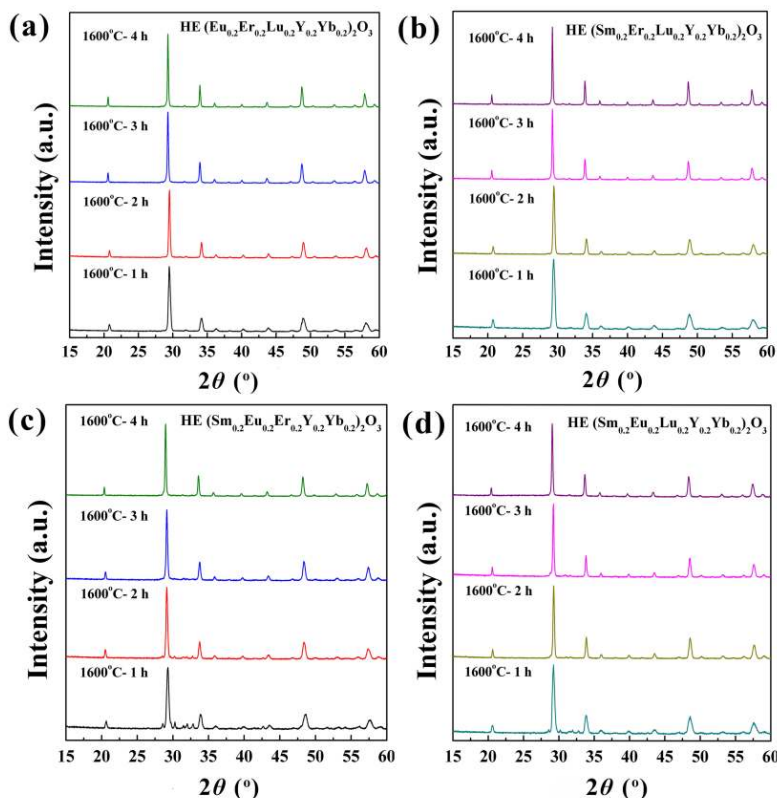 (a)
HE (Eu0.2Er0.2Lu0.2Y0.2Yb0.2)2O3
1600°C- 4 h
1600°C- 3 h
1600°C- 2 h
1600°C- 1 h
Intensity (a.u.)
15 20 25 30 35 40 45 50 55 60
2θ (°)
(b)
HE (Sm0.2Er0.2Lu0.2Y0.2Yb0.2)2O3
1600°C- 4 h
1600°C- 3 h
1600°C- 2 h
1600°C- 1 h
Intensity (a.u.)
15 20 25 30 35 40 45 50 55 60
2θ (°)
(c)
HE (Sm0.2Eu0.2Er0.2Y0.2Yb0.2)2O3
1600°C- 4 h
1600°C- 3 h
1600°C- 2 h
1600°C- 1 h
Intensity (a.u.)
15 20 25 30 35 40 45 50 55 60
2θ (°)
(d)
HE (Sm0.2Eu0.2Lu0.2Y0.2Yb0.2)2O3
1600°C- 4 h
1600°C- 3 h
1600°C- 2 h
1600°C- 1 h
Intensity (a.u.)
15 20 25 30 35 40 45 50 55 60
2θ (°)